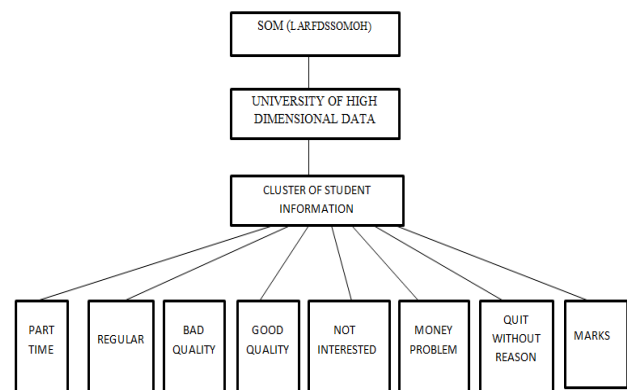 SOM (LARFDSSOMOH)
UNIVERSITY OF HIGH
DIMENSIONAL DATA
CLUSTER OF STUDENT
INFORMATION
PART
TIME
REGULAR
BAD
QUALITY
GOOD
QUALITY
NOT
INTERESTED
MONEY
PROBLEM
QUIT
WITHOUT
REASON
MARKS